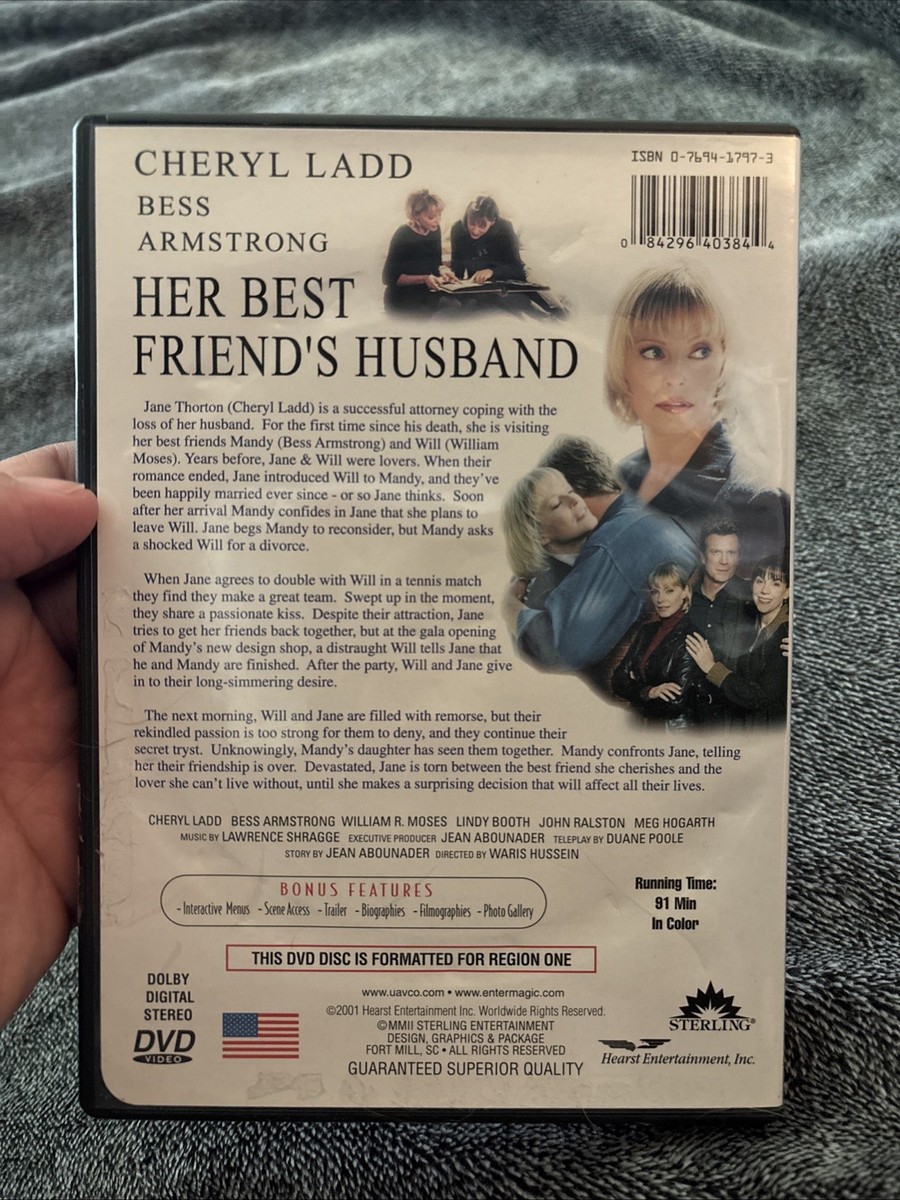 CHERYL LADD
BESS
ARMSTRONG
HER BEST
FRIEND'S HUSBAND
ISBN 0-7694-1797-3
0 84296 40384 4
Jane Thorton (Cheryl Ladd) is a successful attorney coping with the
loss of her husband. For the first time since his death, she is visiting
her best friends Mandy (Bess Armstrong) and Will (William
Moses). Years before, Jane & Will were lovers. When their
romance ended, Jane introduced Will to Mandy, and they've
been happily married ever since - or so Jane thinks. Soon
after her arrival Mandy confides in Jane that she plans to
leave Will. Jane begs Mandy to reconsider, but Mandy asks
a shocked Will for a divorce.
When Jane agrees to double with Will in a tennis match
they find they make a great team. Swept up in the moment,
they share a passionate kiss. Despite their attraction, Jane
tries to get her friends back together, but at the gala opening
of Mandy's new design shop, a distraught Will tells Jane that
he and Mandy are finished. After the party, Will and Jane give
in to their long-simmering desire.
The next morning, Will and Jane are filled with remorse, but their
rekindled passion is too strong for them to deny, and they continue their
secret tryst. Unknowingly, Mandy's daughter has seen them together. Mandy confronts Jane, telling
her their friendship is over. Devastated, Jane is torn between the best friend she cherishes and the
lover she can't live without, until she makes a surprising decision that will affect all their lives.
CHERYL LADD BESS ARMSTRONG WILLIAM R. MOSES LINDY BOOTH JOHN RALSTON MEG HOGARTH
MUSIC BY LAWRENCE SHRAGGE EXECUTIVE PRODUCER JEAN ABOUNADER TELEPLAY BY DUANE POOLE
STORY BY JEAN ABOUNADER DIRECTED BY WARIS HUSSEIN
BONUS FEATURES
- Interactive Menus - Scene Access - Trailer - Biographies - Filmographies - Photo Gallery
Running Time:
91 Min
In Color
THIS DVD DISC IS FORMATTED FOR REGION ONE
DOLBY
DIGITAL
STEREO
DVD
VIDEO
www.uavco.com • www.entermagic.com
©2001 Hearst Entertainment Inc. Worldwide Rights Reserved.
©MMII STERLING ENTERTAINMENT
DESIGN, GRAPHICS & PACKAGE
FORT MILL, SC • ALL RIGHTS RESERVED
GUARANTEED SUPERIOR QUALITY
STERLING®
Hearst Entertainment, Inc.